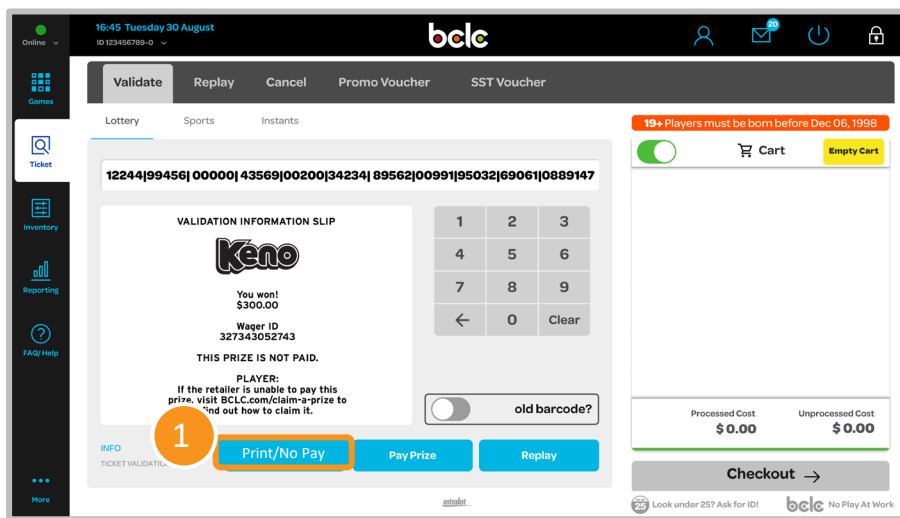 16:45 Tuesday 30 August
Online
ID 123456789-0
bclc
20
Games
Ticket
Inventory
Reporting
FAQ/ Help
More
Validate Replay Cancel Promo Voucher SST Voucher
Lottery Sports Instants
12244|99456| 00000| 43569|00200|34234| 89562|00991|95032|69061|0889147
VALIDATION INFORMATION SLIP
Keno
You won!
$300.00
Wager ID
327343052743
THIS PRIZE IS NOT PAID.
PLAYER:
If the retailer is unable to pay this
prize, visit BCLC.com/claim-a-prize to
find out how to claim it.
1 2 3
4 5 6
7 8 9
← 0 Clear
old barcode?
INFO
TICKET VALIDATION
1
Print/No Pay Pay Prize Replay
intralot
19+ Players must be born before Dec 06, 1998
Cart Empty Cart
Processed Cost Unprocessed Cost
$ 0.00 $ 0.00
Checkout →
25 Look under 25? Ask for ID! bclc No Play At Work